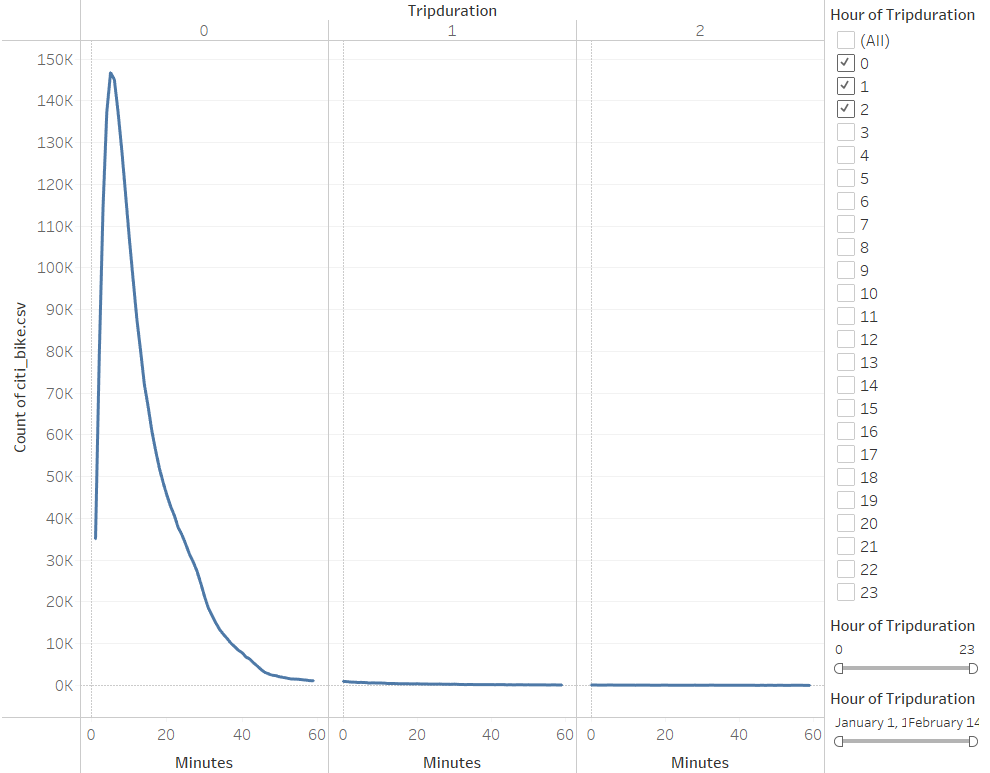 Tripduration
0 1 2
150K
140K
130K
120K
110K
100K
90K
80K
70K
60K
50K
40K
30K
20K
10K
0K
Count of citi_bike.csv
0 20 40 60 0 20 40 60 0 20 40 60
Minutes Minutes Minutes
Hour of Tripduration
(All)
0
1
2
3
4
5
6
7
8
9
10
11
12
13
14
15
16
17
18
19
20
21
22
23
Hour of Tripduration
0 23
Hour of Tripduration
January 1, 1 February 14